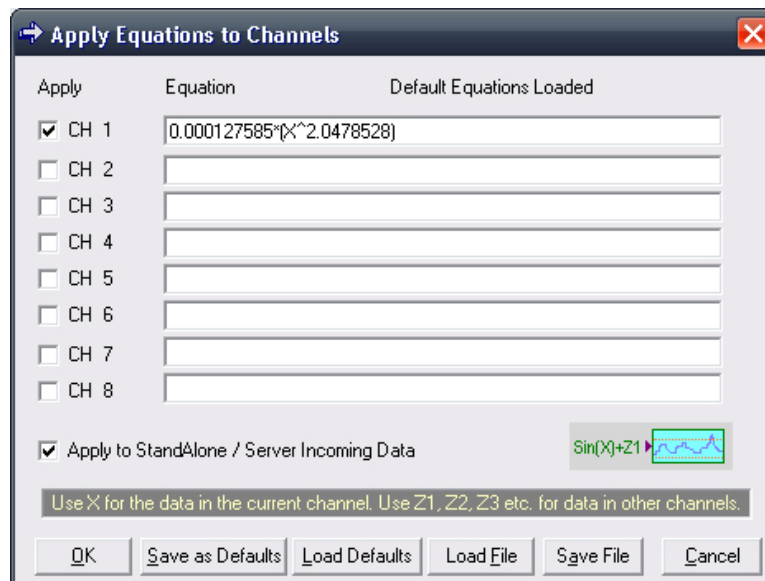 Apply Equations to Channels
Apply Equation Default Equations Loaded
CH 1 0.000127585*(X^2.0478528)
CH 2
CH 3
CH 4
CH 5
CH 6
CH 7
CH 8
Apply to StandAlone / Server Incoming Data Sin(X)+Z1
Use X for the data in the current channel. Use Z1, Z2, Z3 etc. for data in other channels.
OK Save as Defaults Load Defaults Load File Save File Cancel